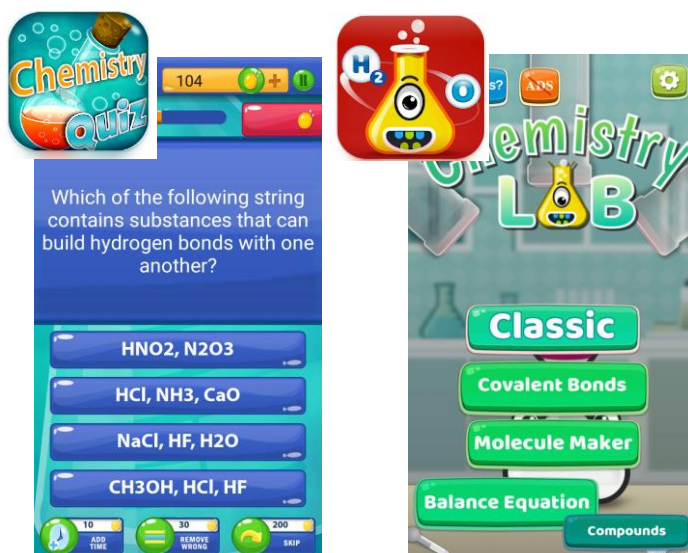 Chemistry
Quiz
104
Which of the following string
contains substances that can
build hydrogen bonds with one
another?
HNO2, N2O3
HCl, NH3, CaO
NaCl, HF, H2O
CH3OH, HCl, HF
10
ADD
TIME
30
REMOVE
WRONG
200
SKIP
H2
O
s?
ADS
Chemistry
LAB
Classic
Covalent Bonds
Molecule Maker
Balance Equation
Compounds